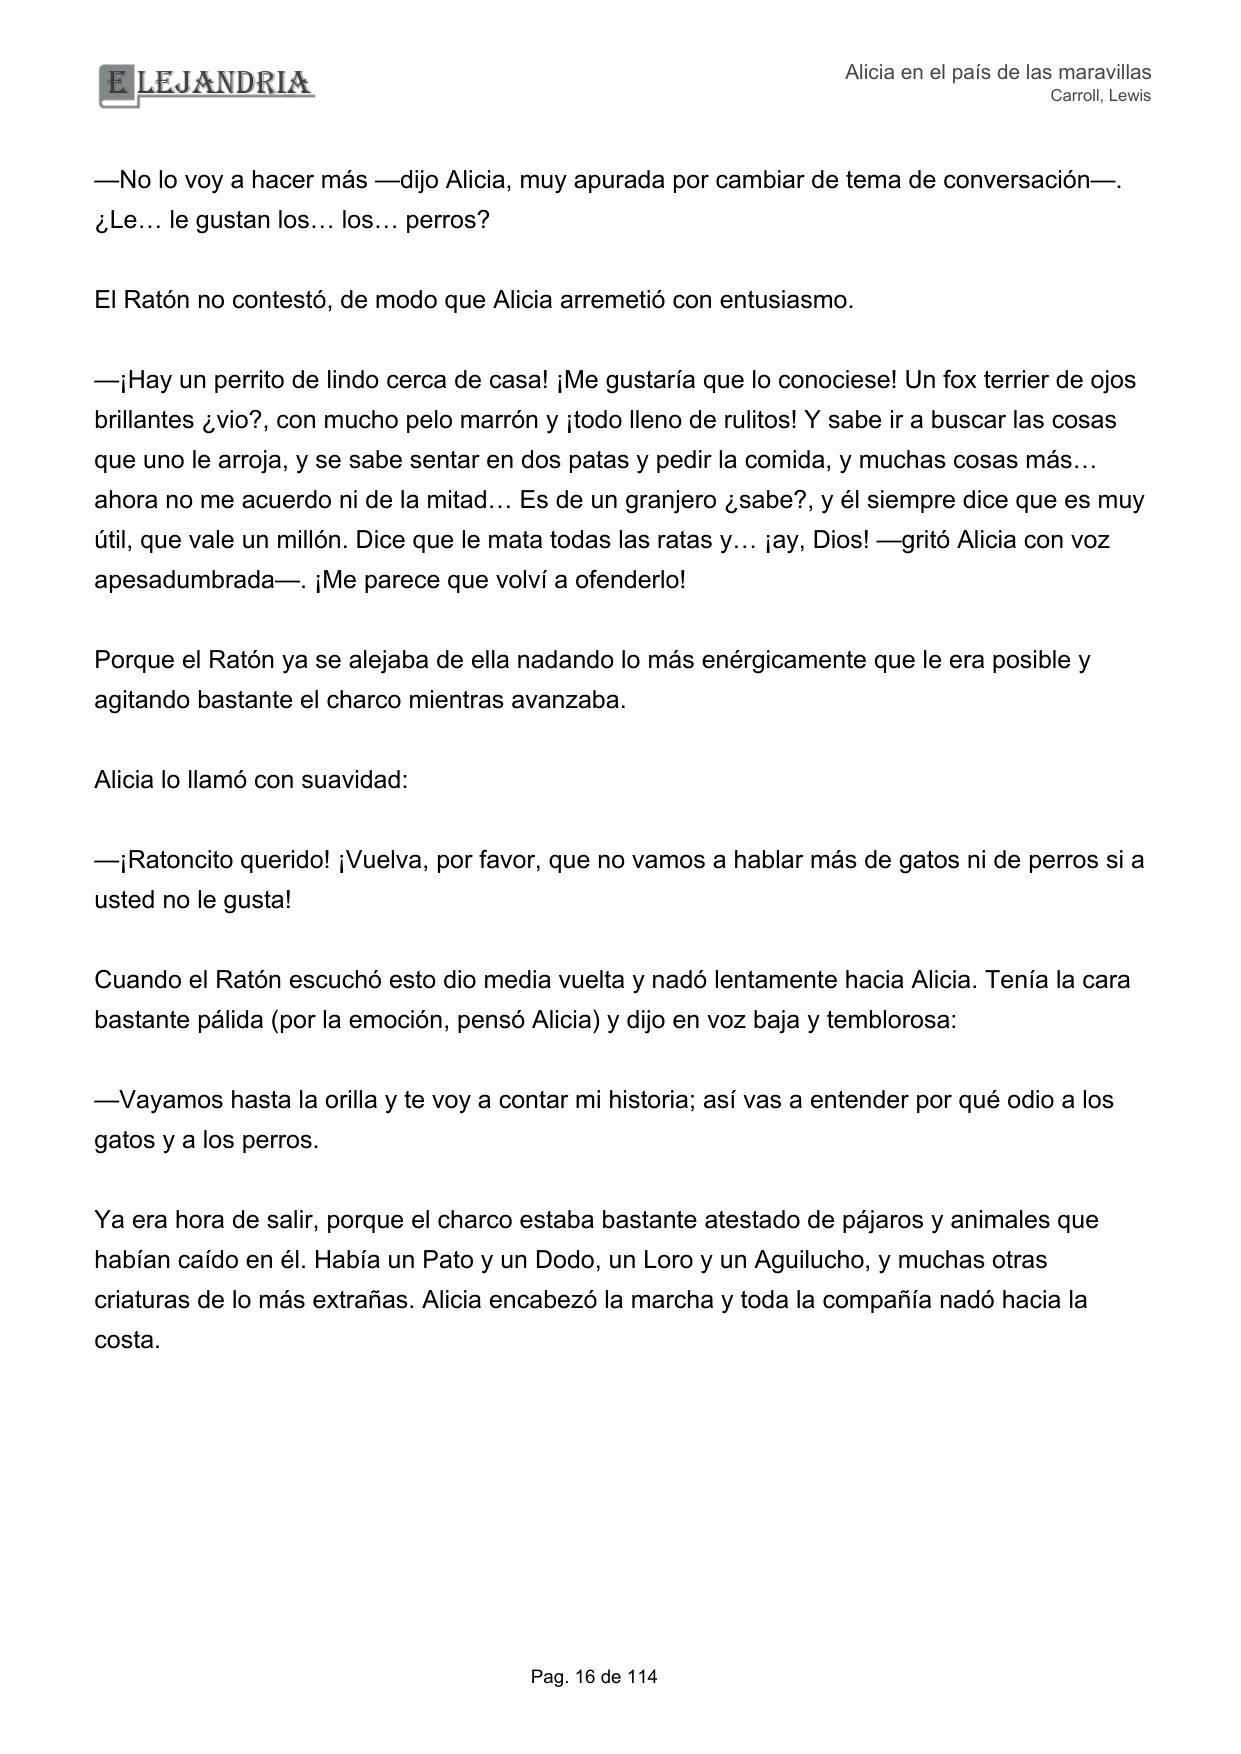 ELEJANDRIA
Alicia en el país de las maravillas
Carroll, Lewis
—No lo voy a hacer más —dijo Alicia, muy apurada por cambiar de tema de conversación—.
¿Le… le gustan los… los… perros?
El Ratón no contestó, de modo que Alicia arremetió con entusiasmo.
—¡Hay un perrito de lindo cerca de casa! ¡Me gustaría que lo conociese! Un fox terrier de ojos
brillantes ¿vio?, con mucho pelo marrón y ¡todo lleno de rulitos! Y sabe ir a buscar las cosas
que uno le arroja, y se sabe sentar en dos patas y pedir la comida, y muchas cosas más…
ahora no me acuerdo ni de la mitad… Es de un granjero ¿sabe?, y él siempre dice que es muy
útil, que vale un millón. Dice que le mata todas las ratas y… ¡ay, Dios! —gritó Alicia con voz
apesadumbrada—. ¡Me parece que volví a ofenderlo!
Porque el Ratón ya se alejaba de ella nadando lo más enérgicamente que le era posible y
agitando bastante el charco mientras avanzaba.
Alicia lo llamó con suavidad:
—¡Ratoncito querido! ¡Vuelva, por favor, que no vamos a hablar más de gatos ni de perros si a
usted no le gusta!
Cuando el Ratón escuchó esto dio media vuelta y nadó lentamente hacia Alicia. Tenía la cara
bastante pálida (por la emoción, pensó Alicia) y dijo en voz baja y temblorosa:
—Vayamos hasta la orilla y te voy a contar mi historia; así vas a entender por qué odio a los
gatos y a los perros.
Ya era hora de salir, porque el charco estaba bastante atestado de pájaros y animales que
habían caído en él. Había un Pato y un Dodo, un Loro y un Aguilucho, y muchas otras
criaturas de lo más extrañas. Alicia encabezó la marcha y toda la compañía nadó hacia la
costa.
Pag. 16 de 114